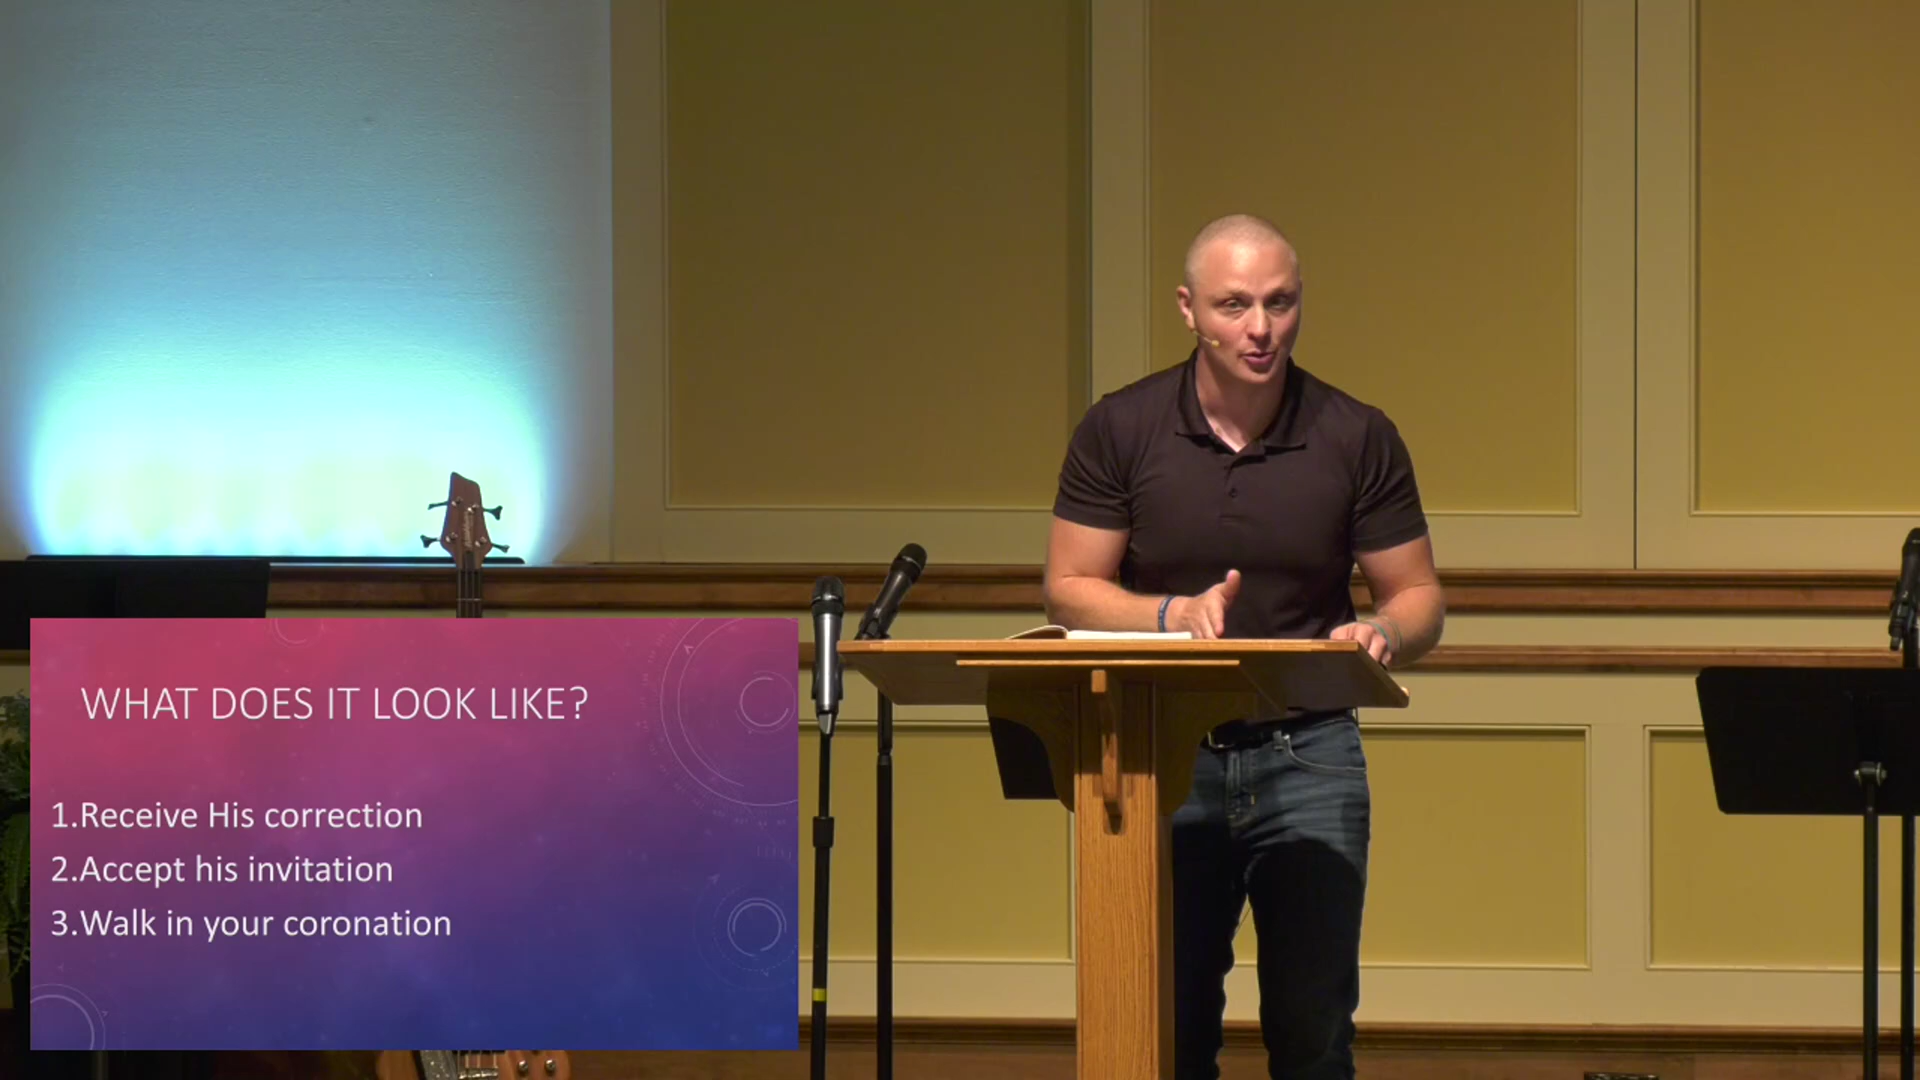 WHAT DOES IT LOOK LIKE?
1.Receive His correction
2.Accept his invitation
3.Walk in your coronation